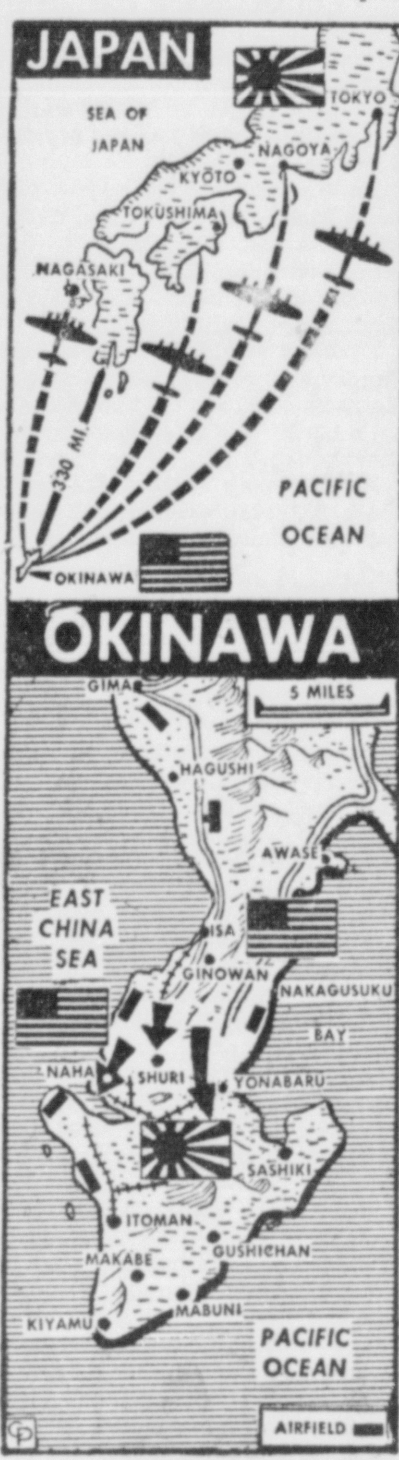 JAPAN
TOKYO
SEA OF
JAPAN
NAGOYA
KYŌTO
TOKUSHIMA
NAGASAKI
330 MI.
PACIFIC
OCEAN
OKINAWA
OKINAWA
GIMA
5 MILES
HAGUSHI
AWASE
EAST
CHINA
SEA
ISA
GINOWAN
NAKAGUSUKU
BAY
NAHA
SHURI
YONABARU
SASHIKI
ITOMAN
GUSHICHAN
MAKABE
MABUNI
KIYAMU
PACIFIC
OCEAN
AIRFIELD
CP